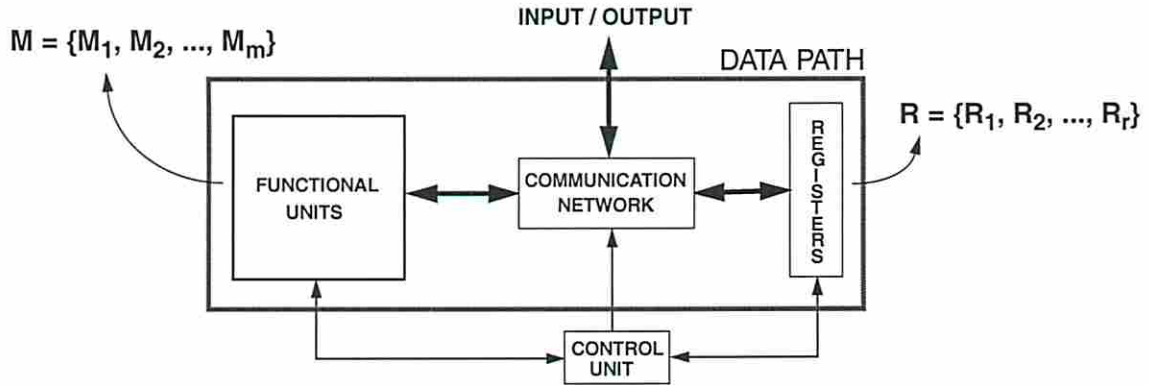 INPUT / OUTPUT
M = {M₁, M₂, ..., Mₘ}
DATA PATH
R = {R₁, R₂, ..., Rᵣ}
REGISTERS
FUNCTIONAL
UNITS
COMMUNICATION
NETWORK
CONTROL
UNIT